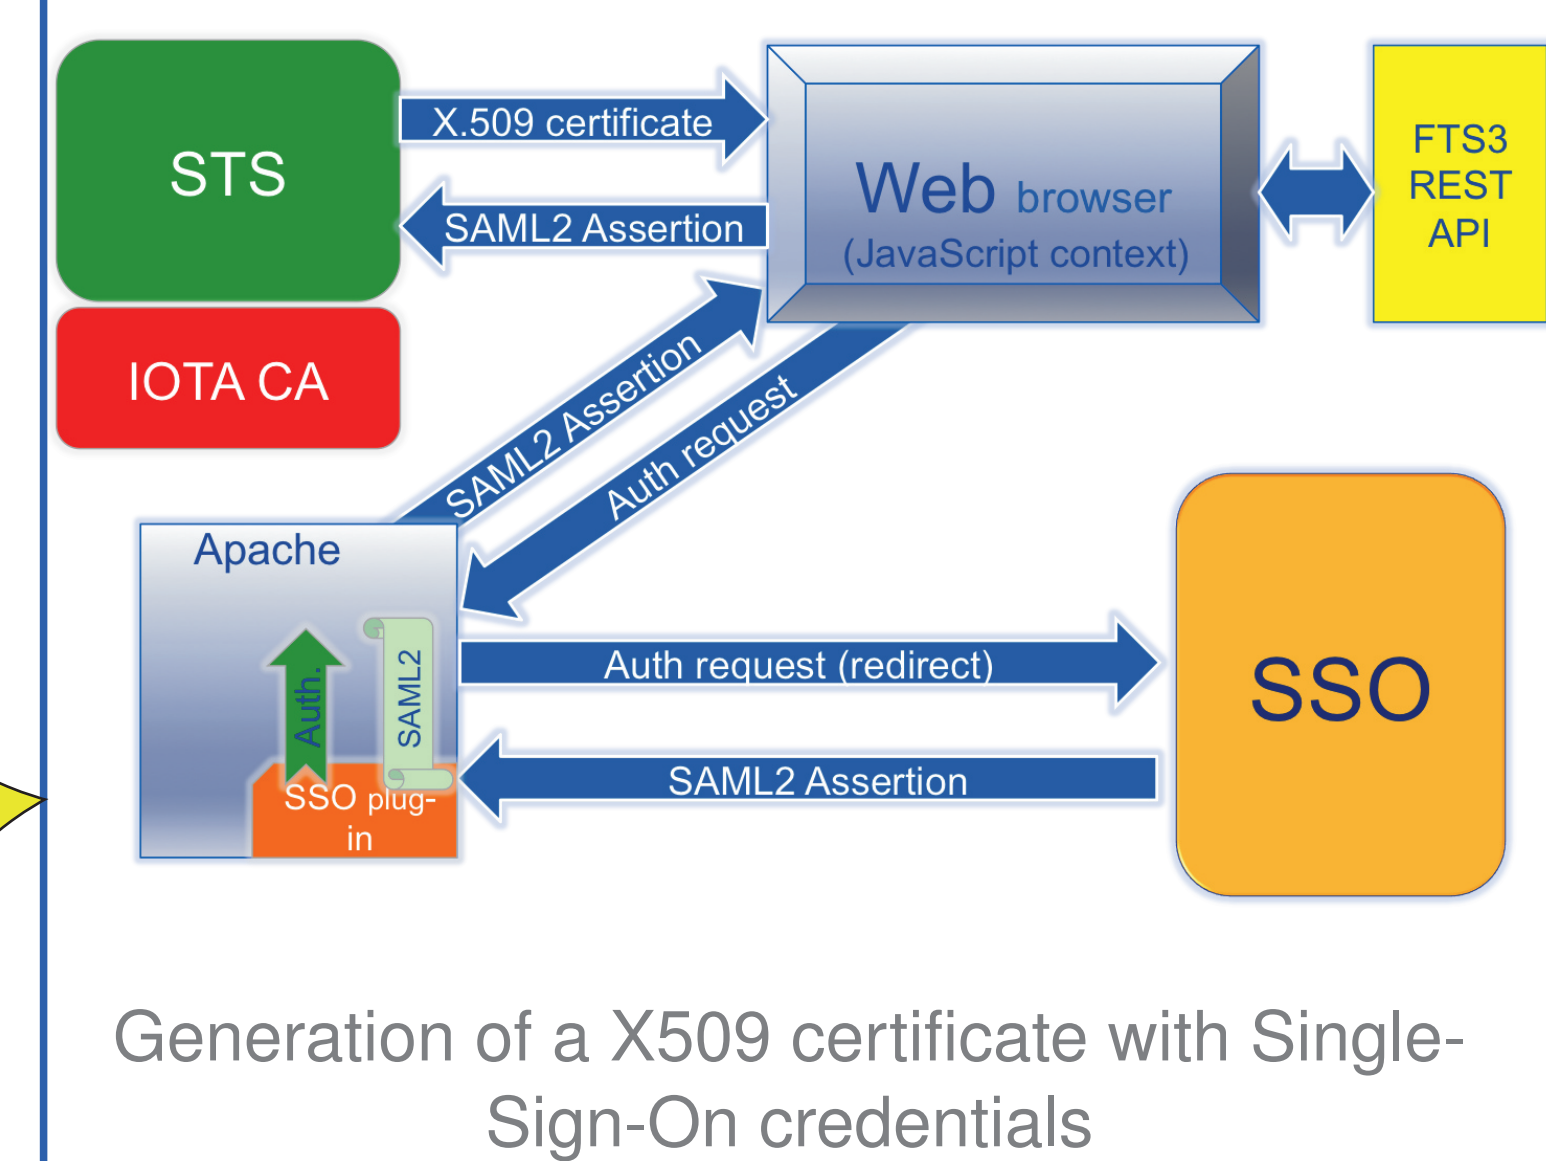 STS
X.509 certificate
SAML2 Assertion
Web browser
(JavaScript context)
FTS3
REST
API
IOTA CA
SAML2 Assertion
Auth request
Apache
Auth.
SAML2
SSO plug-
in
Auth request (redirect)
SAML2 Assertion
SSO
Generation of a X509 certificate with Single-
Sign-On credentials